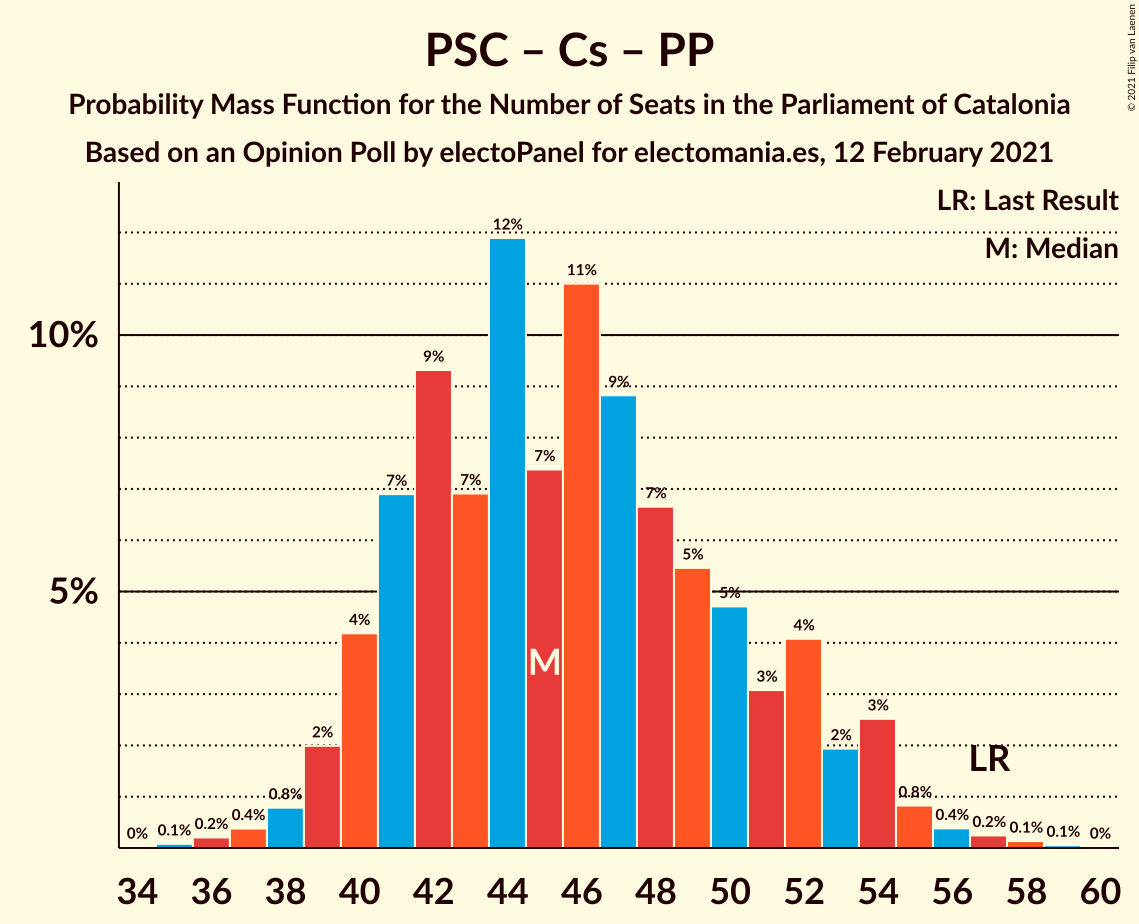 © 2021 Filip van Laenen
PSC – Cs – PP
Probability Mass Function for the Number of Seats in the Parliament of Catalonia
Based on an Opinion Poll by electoPanel for electomania.es, 12 February 2021
LR: Last Result
M: Median
10%
5%
0% 0.1% 0.2% 0.4% 0.8% 2% 4% 7% 9% 7% 12% 7% 11% 9% 7% 5% 5% 3% 4% 2% 3% 0.8% 0.4% 0.2% 0.1% 0.1% 0%
M
LR
34 36 38 40 42 44 46 48 50 52 54 56 58 60